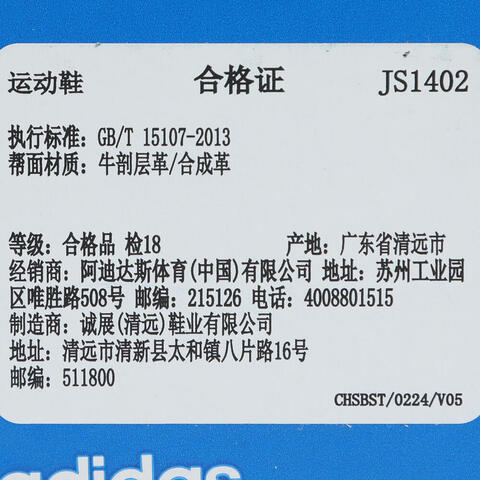 运动鞋 合格证 JS1402
执行标准：GB/T 15107-2013
帮面材质：牛剖层革/合成革
等级：合格品 检18 产地：广东省清远市
经销商：阿迪达斯体育(中国)有限公司 地址：苏州工业园
区唯胜路508号 邮编：215126 电话：4008801515
制造商：诚展(清远)鞋业有限公司
地址：清远市清新县太和镇八片路16号
邮编：511800
CHSBST/0224/V05
adidas